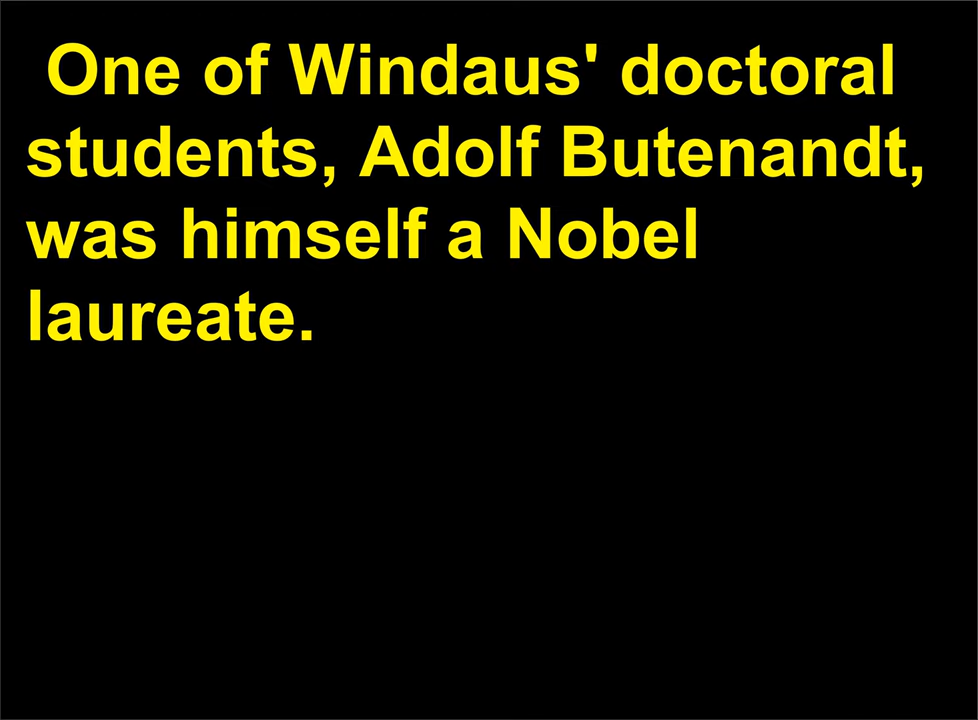 One of Windaus' doctoral
students, Adolf Butenandt,
was himself a Nobel
laureate.